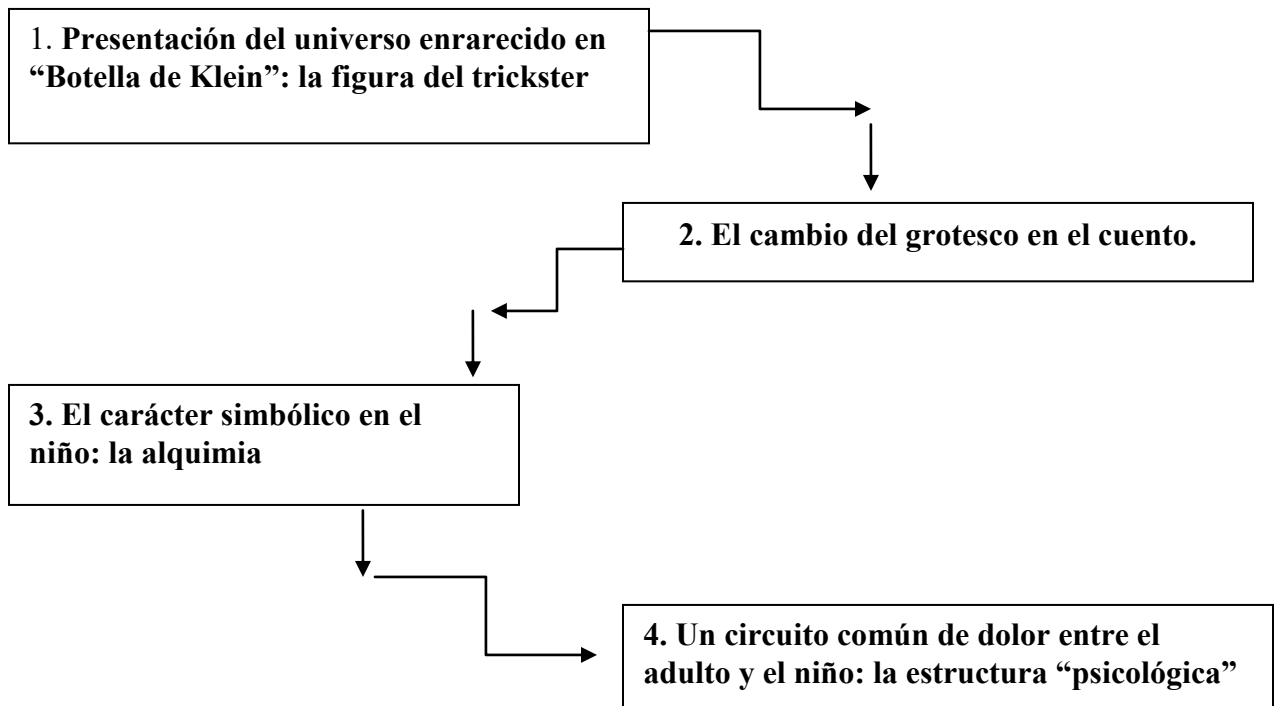 1. Presentación del universo enrarecido en
“Botella de Klein”: la figura del trickster
2. El cambio del grotesco en el cuento.
3. El carácter simbólico en el
niño: la alquimia
4. Un circuito común de dolor entre el
adulto y el niño: la estructura “psicológica”